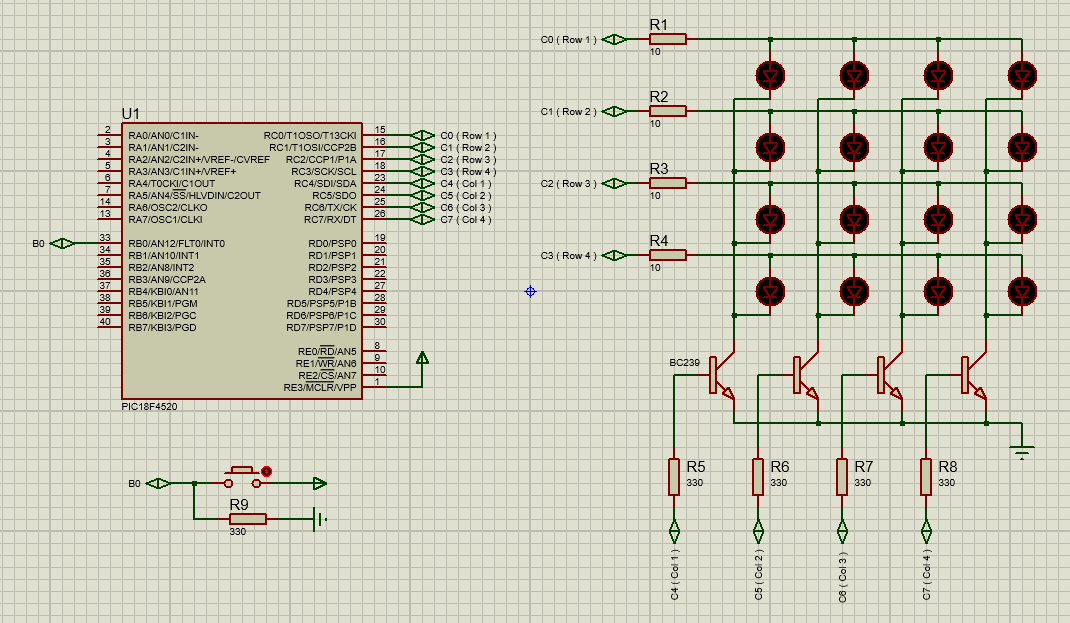 U1
2 RA0/AN0/C1IN- RC0/T1OSO/T13CKI 15 C0 ( Row 1 )
3 RA1/AN1/C2IN- RC1/T1OSI/CCP2B 16 C1 ( Row 2 )
4 RA2/AN2/C2IN+/VREF-/CVREF RC2/CCP1/P1A 17 C2 ( Row 3 )
5 RA3/AN3/C1IN+/VREF+ RC3/SCK/SCL 18 C3 ( Row 4 )
6 RA4/T0CKI/C1OUT RC4/SDI/SDA 23 C4 ( Col 1 )
7 RA5/AN4/SS/HLVDIN/C2OUT RC5/SDO 24 C5 ( Col 2 )
14 RA6/OSC2/CLKO RC6/TX/CK 25 C6 ( Col 3 )
13 RA7/OSC1/CLKI RC7/RX/DT 26 C7 ( Col 4 )
B0 33 RB0/AN12/FLT0/INT0 RD0/PSP0 19
34 RB1/AN10/INT1 RD1/PSP1 20
35 RB2/AN8/INT2 RD2/PSP2 21
36 RB3/AN9/CCP2A RD3/PSP3 22
37 RB4/KBI0/AN11 RD4/PSP4 27
38 RB5/KBI1/PGM RD5/PSP5/P1B 28
39 RB6/KBI2/PGC RD6/PSP6/P1C 29
40 RB7/KBI3/PGD RD7/PSP7/P1D 30
RE0/RD/AN5 8
RE1/WR/AN6 9
RE2/CS/AN7 10
RE3/MCLR/VPP 1
PIC18F4520
B0
R9
330
R1
C0 ( Row 1 )
10
R2
C1 ( Row 2 )
10
R3
C2 ( Row 3 )
10
R4
C3 ( Row 4 )
10
BC239
R5
330
R6
330
R7
330
R8
330
C4 ( Col 1 )
C5 ( Col 2 )
C6 ( Col 3 )
C7 ( Col 4 )